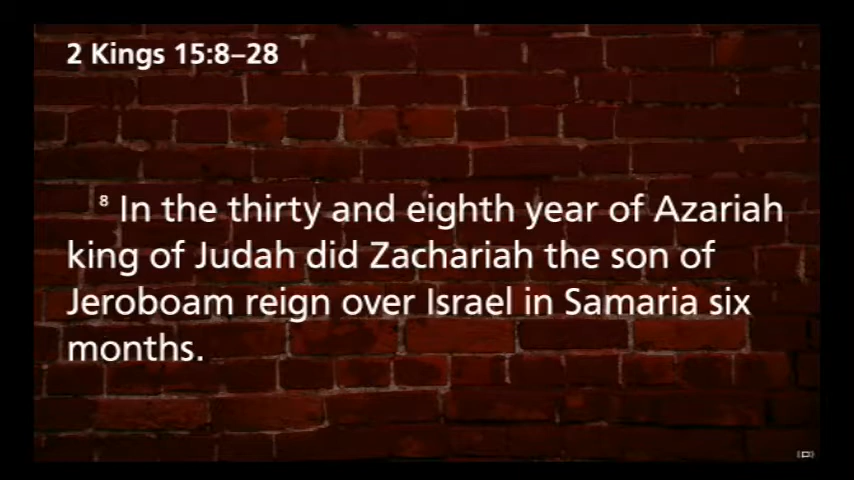 2 Kings 15:8–28
8 In the thirty and eighth year of Azariah
king of Judah did Zachariah the son of
Jeroboam reign over Israel in Samaria six
months.